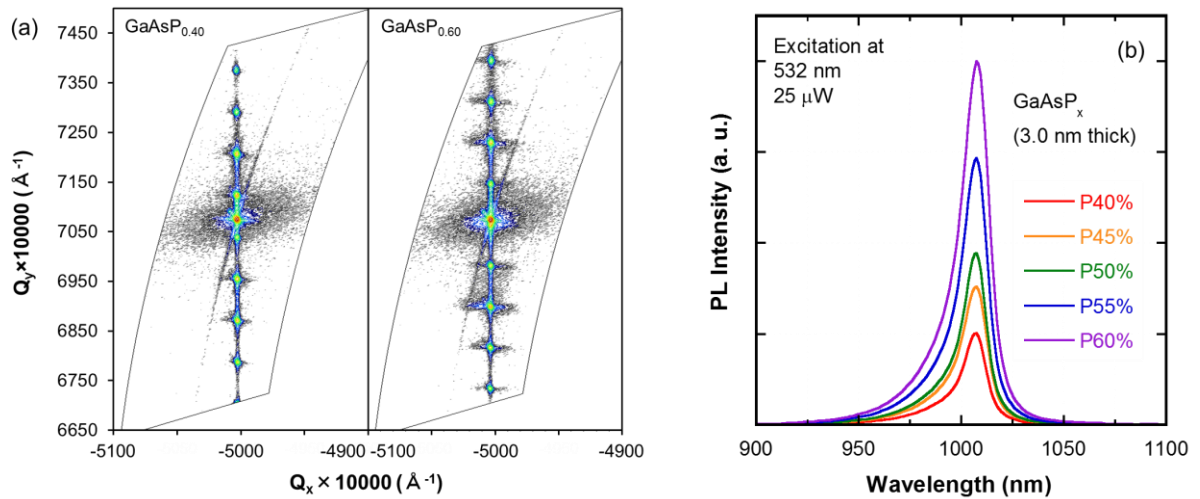 (a)
GaAsP0.40
GaAsP0.60
7450
7350
7250
7150
7050
6950
6850
6750
6650
Qy×10000 ( Å-1)
-5100
-5000
-4900
-5100
-5000
-4900
Qx × 10000 ( Å-1)
(b)
Excitation at
532 nm
25 μW
GaAsPx
(3.0 nm thick)
P40%
P45%
P50%
P55%
P60%
PL Intensity (a. u.)
900
950
1000
1050
1100
Wavelength (nm)